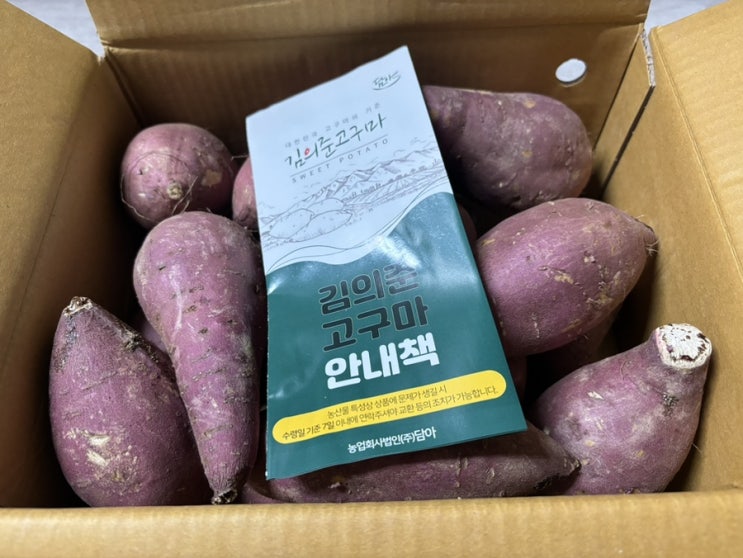 담아
대한민국 고구마의 기준
김의준고구마
SWEET POTATO
김의준
고구마
안내책
농산물 특성상 상품에 문제가 생길 시
수령일 기준 7일 이내에 연락주셔야 교환 등의 조치가 가능합니다.
농업회사법인(주)담아